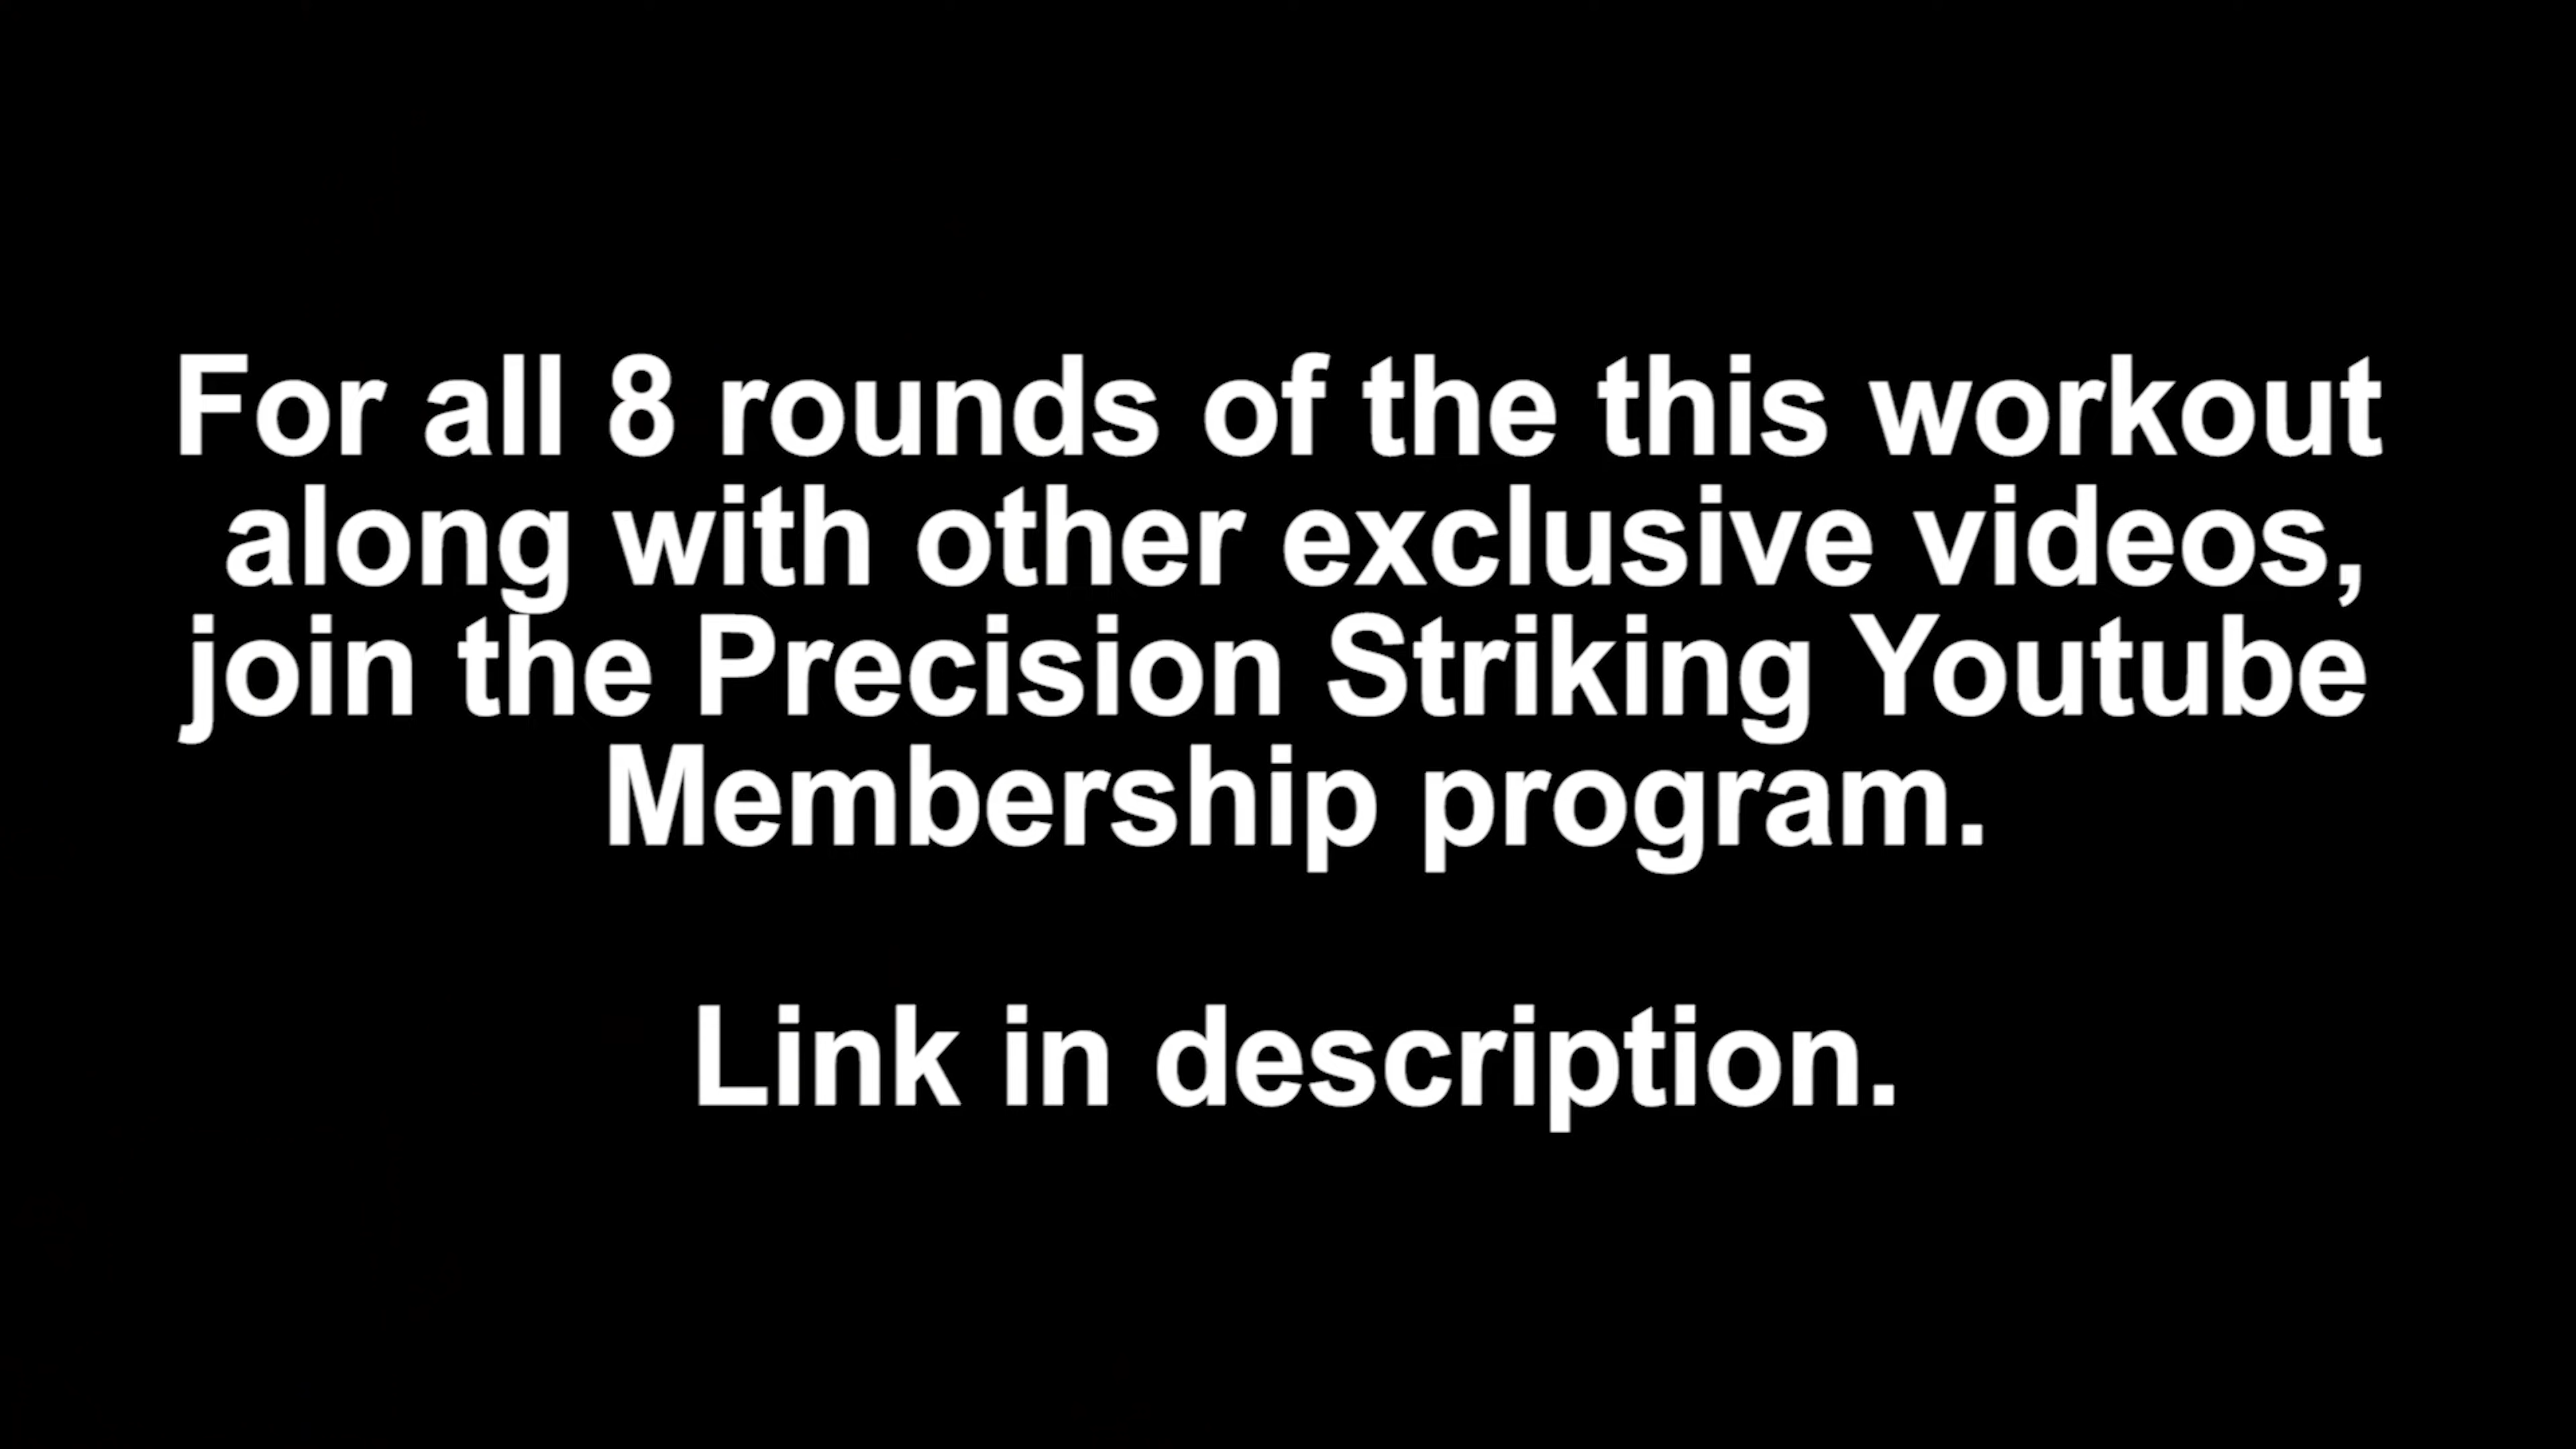 For all 8 rounds of the this workout
along with other exclusive videos,
join the Precision Striking Youtube
Membership program.
Link in description.